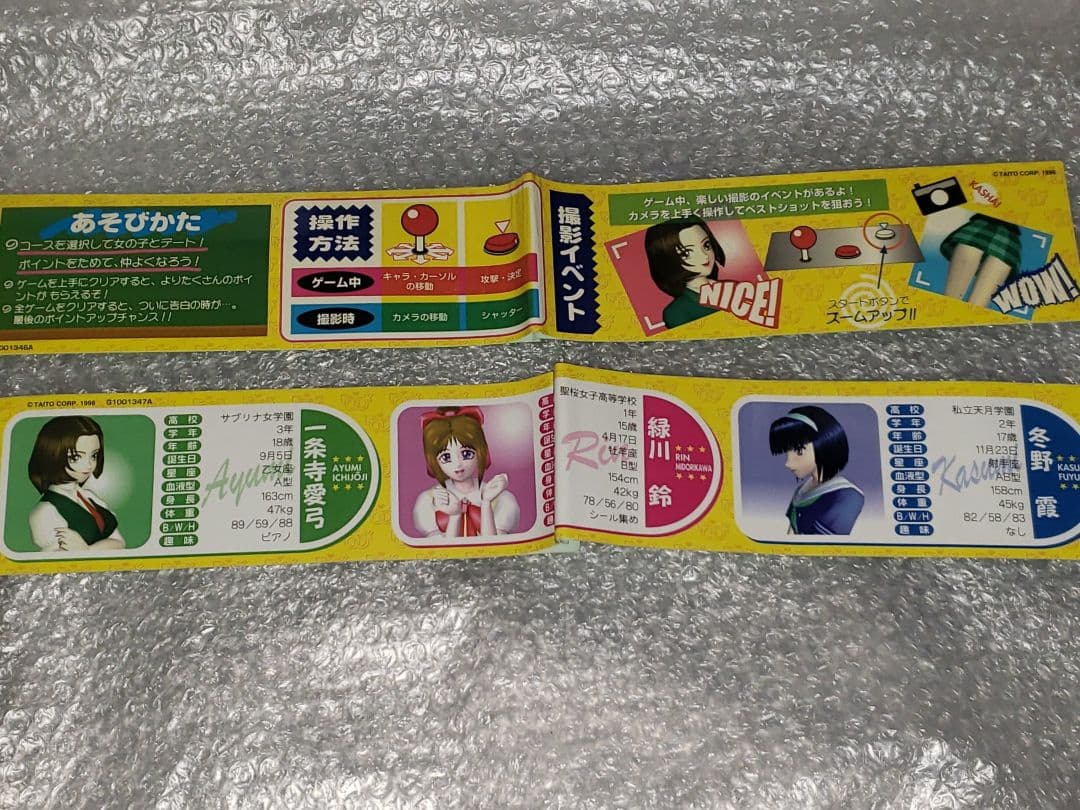 あそびかた
コースを選択して女の子とデート!
ポイントをためて、仲よくなろう!
ゲームを上手にクリアすると、よりたくさんのポイ
ントが もらえるぞ!
全ゲームをクリアすると、ついに告白の時が…。
最後のポイントアップチャンス!!
001346A
操作
方法
ゲーム中
キャラ・カーソル
の移動
攻撃・決定
撮影時
カメラの移動
シャッター
撮影イベント
ゲーム中、楽しい撮影のイベントがあるよ!
カメラを上手く操作してベストショットを狙おう!
NICE!
スタートボタンで
ズームアップ!!
KASHA!
WOW!
©TAITO CORP. 1998
©TAITO CORP. 1998 G1001347A
高校 サブリナ女学園
学年 3年
年齢 18歳
誕生日 9月5日
星座 乙女座
血液型 A型
身長 163cm
体重 47kg
B/W/H 89/59/88
趣味 ピアノ
Ayumi
一条寺愛弓
AYUMI
ICHIJOJI
聖桜女子高等学校
1年
15歳
4月17日
牡羊座
B型
154cm
42kg
78/56/80
シール集め
緑川 鈴
RIN
MIDORIKAWA
高校 私立天月学園
学年 2年
年齢 17歳
誕生日 11月23日
星座 射手座
血液型 AB型
身長 158cm
体重 45kg
B/W/H 82/58/83
趣味 なし
冬野 霞
KASU
FUYU